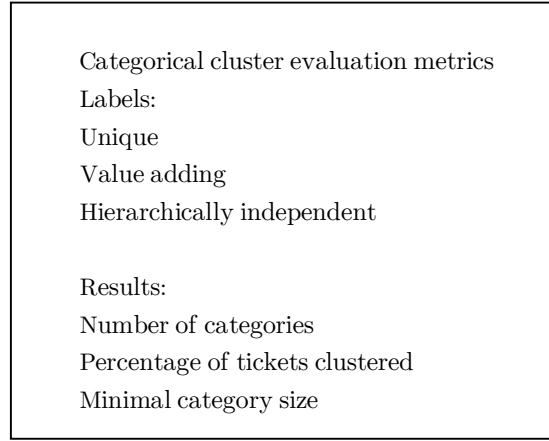 Categorical cluster evaluation metrics
Labels:
Unique
Value adding
Hierarchically independent
Results:
Number of categories
Percentage of tickets clustered
Minimal category size